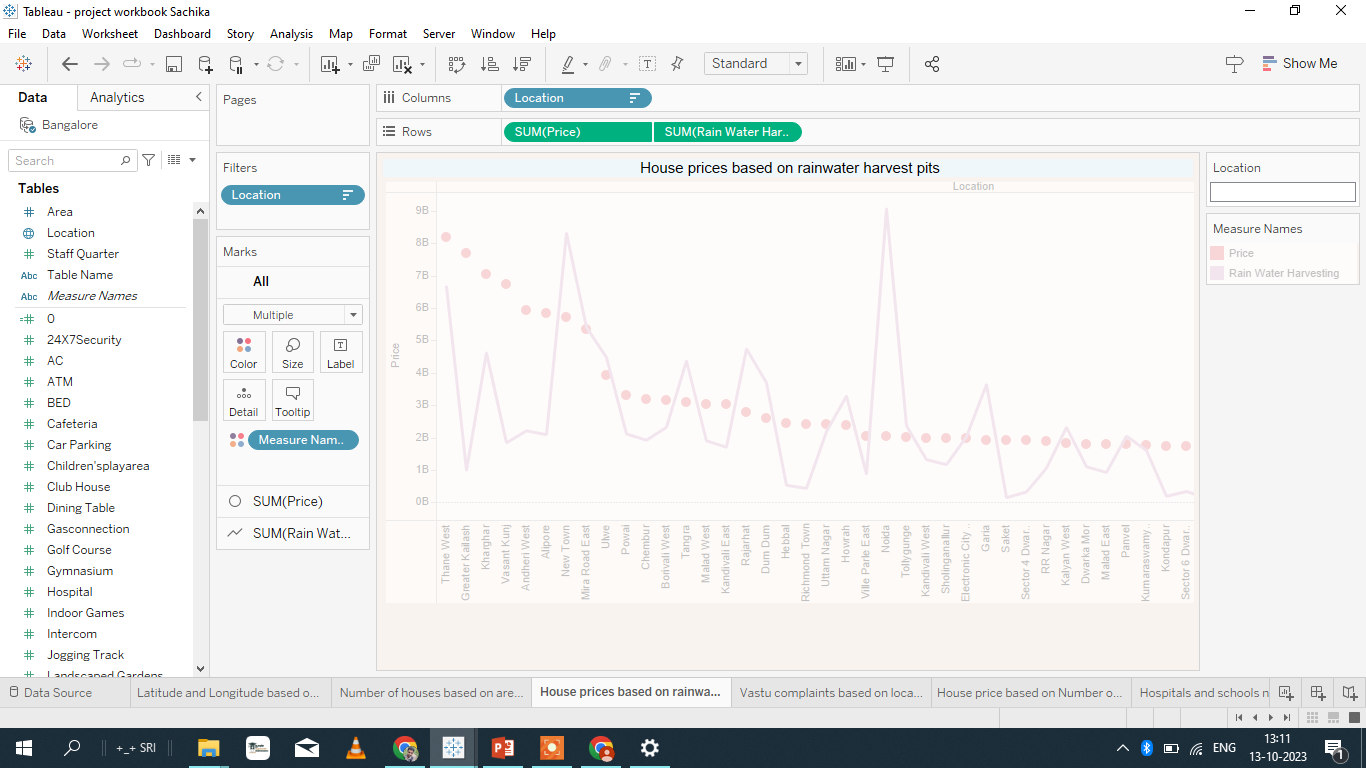 Tableau - project workbook Sachika
File Data Worksheet Dashboard Story Analysis Map Format Server Window Help
Standard
Show Me
Data Analytics
Bangalore
Search
Tables
Area
Location
Staff Quarter
Abc Table Name
Abc Measure Names
0
24X7Security
AC
ATM
BED
Cafeteria
Car Parking
Children'splayarea
Club House
Dining Table
Gasconnection
Golf Course
Gymnasium
Hospital
Indoor Games
Intercom
Jogging Track
Landscaped Gardens
Pages
Filters
Location
Marks
All
Multiple
Color Size Label
Detail Tooltip
Measure Nam..
SUM(Price)
SUM(Rain Wat...
Columns Location
Rows SUM(Price) SUM(Rain Water Har..
House prices based on rainwater harvest pits
Location
Price
9B
8B
7B
6B
5B
4B
3B
2B
1B
0B
Thane West
Greater Kailash
Kharghar
Vasant Kunj
Andheri West
Alipore
New Town
Mira Road East
Ulwe
Powai
Chembur
Borivali West
Tangra
Malad West
Kandivali East
Rajarhat
Dum Dum
Hebbal
Richmond Town
Uttam Nagar
Howrah
Ville Parle East
Noida
Tollygunge
Kandivali West
Sholinganallur
Electronic City ..
Garia
Saket
Sector 4 Dwar..
RR Nagar
Kalyan West
Dwarka Mor
Malad East
Panvel
Kumaraswamy..
Kondapur
Sector 6 Dwar..
Location
Measure Names
Price
Rain Water Harvesting
Data Source Latitude and Longitude based o... Number of houses based on are... House prices based on rainwa... Vastu complaints based on loca... House price based on Number o... Hospitals and schools n
+_+ SRI
ENG
13:11
13-10-2023
1